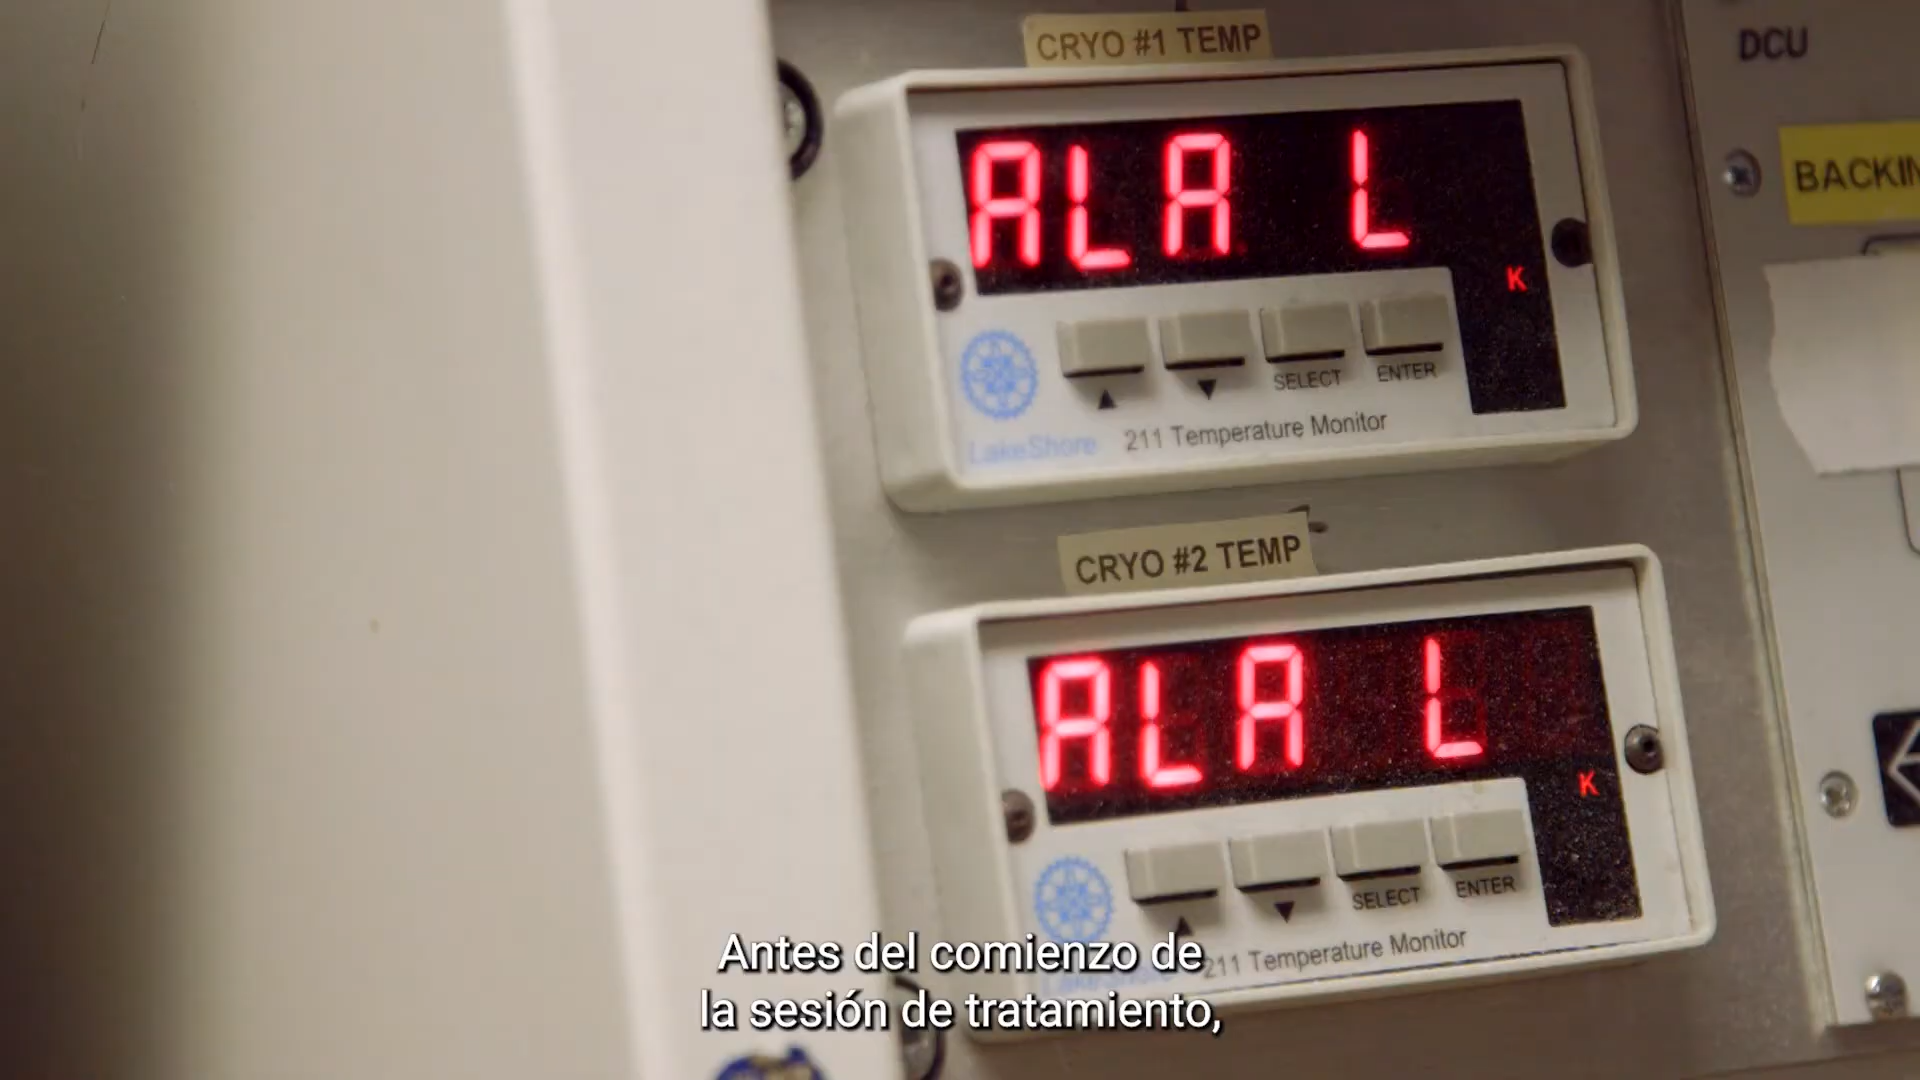 CRYO #1 TEMP
DCU
ALA L
K
SELECT
ENTER
LakeShore
211 Temperature Monitor
CRYO #2 TEMP
ALA L
K
SELECT
ENTER
211 Temperature Monitor
Antes del comienzo de
la sesión de tratamiento,